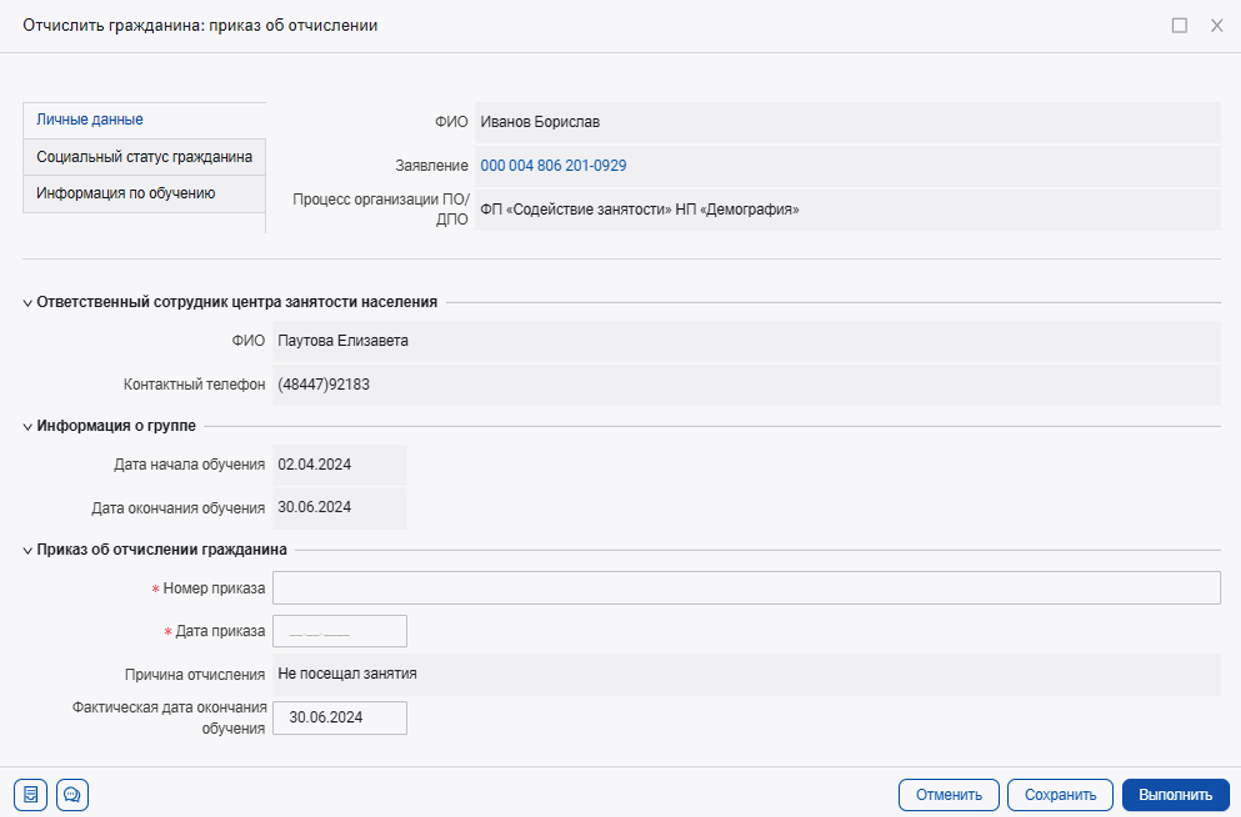 Отчислить гражданина: приказ об отчислении
Личные данные
Социальный статус гражданина
Информация по обучению
ФИО Иванов Борислав
Заявление 000 004 806 201-0929
Процесс организации ПО/
ДПО ФП «Содействие занятости» НП «Демография»
Ответственный сотрудник центра занятости населения
ФИО Паутова Елизавета
Контактный телефон (48447)92183
Информация о группе
Дата начала обучения 02.04.2024
Дата окончания обучения 30.06.2024
Приказ об отчислении гражданина
* Номер приказа
* Дата приказа __.__.____
Причина отчисления Не посещал занятия
Фактическая дата окончания
обучения 30.06.2024
Отменить Сохранить Выполнить